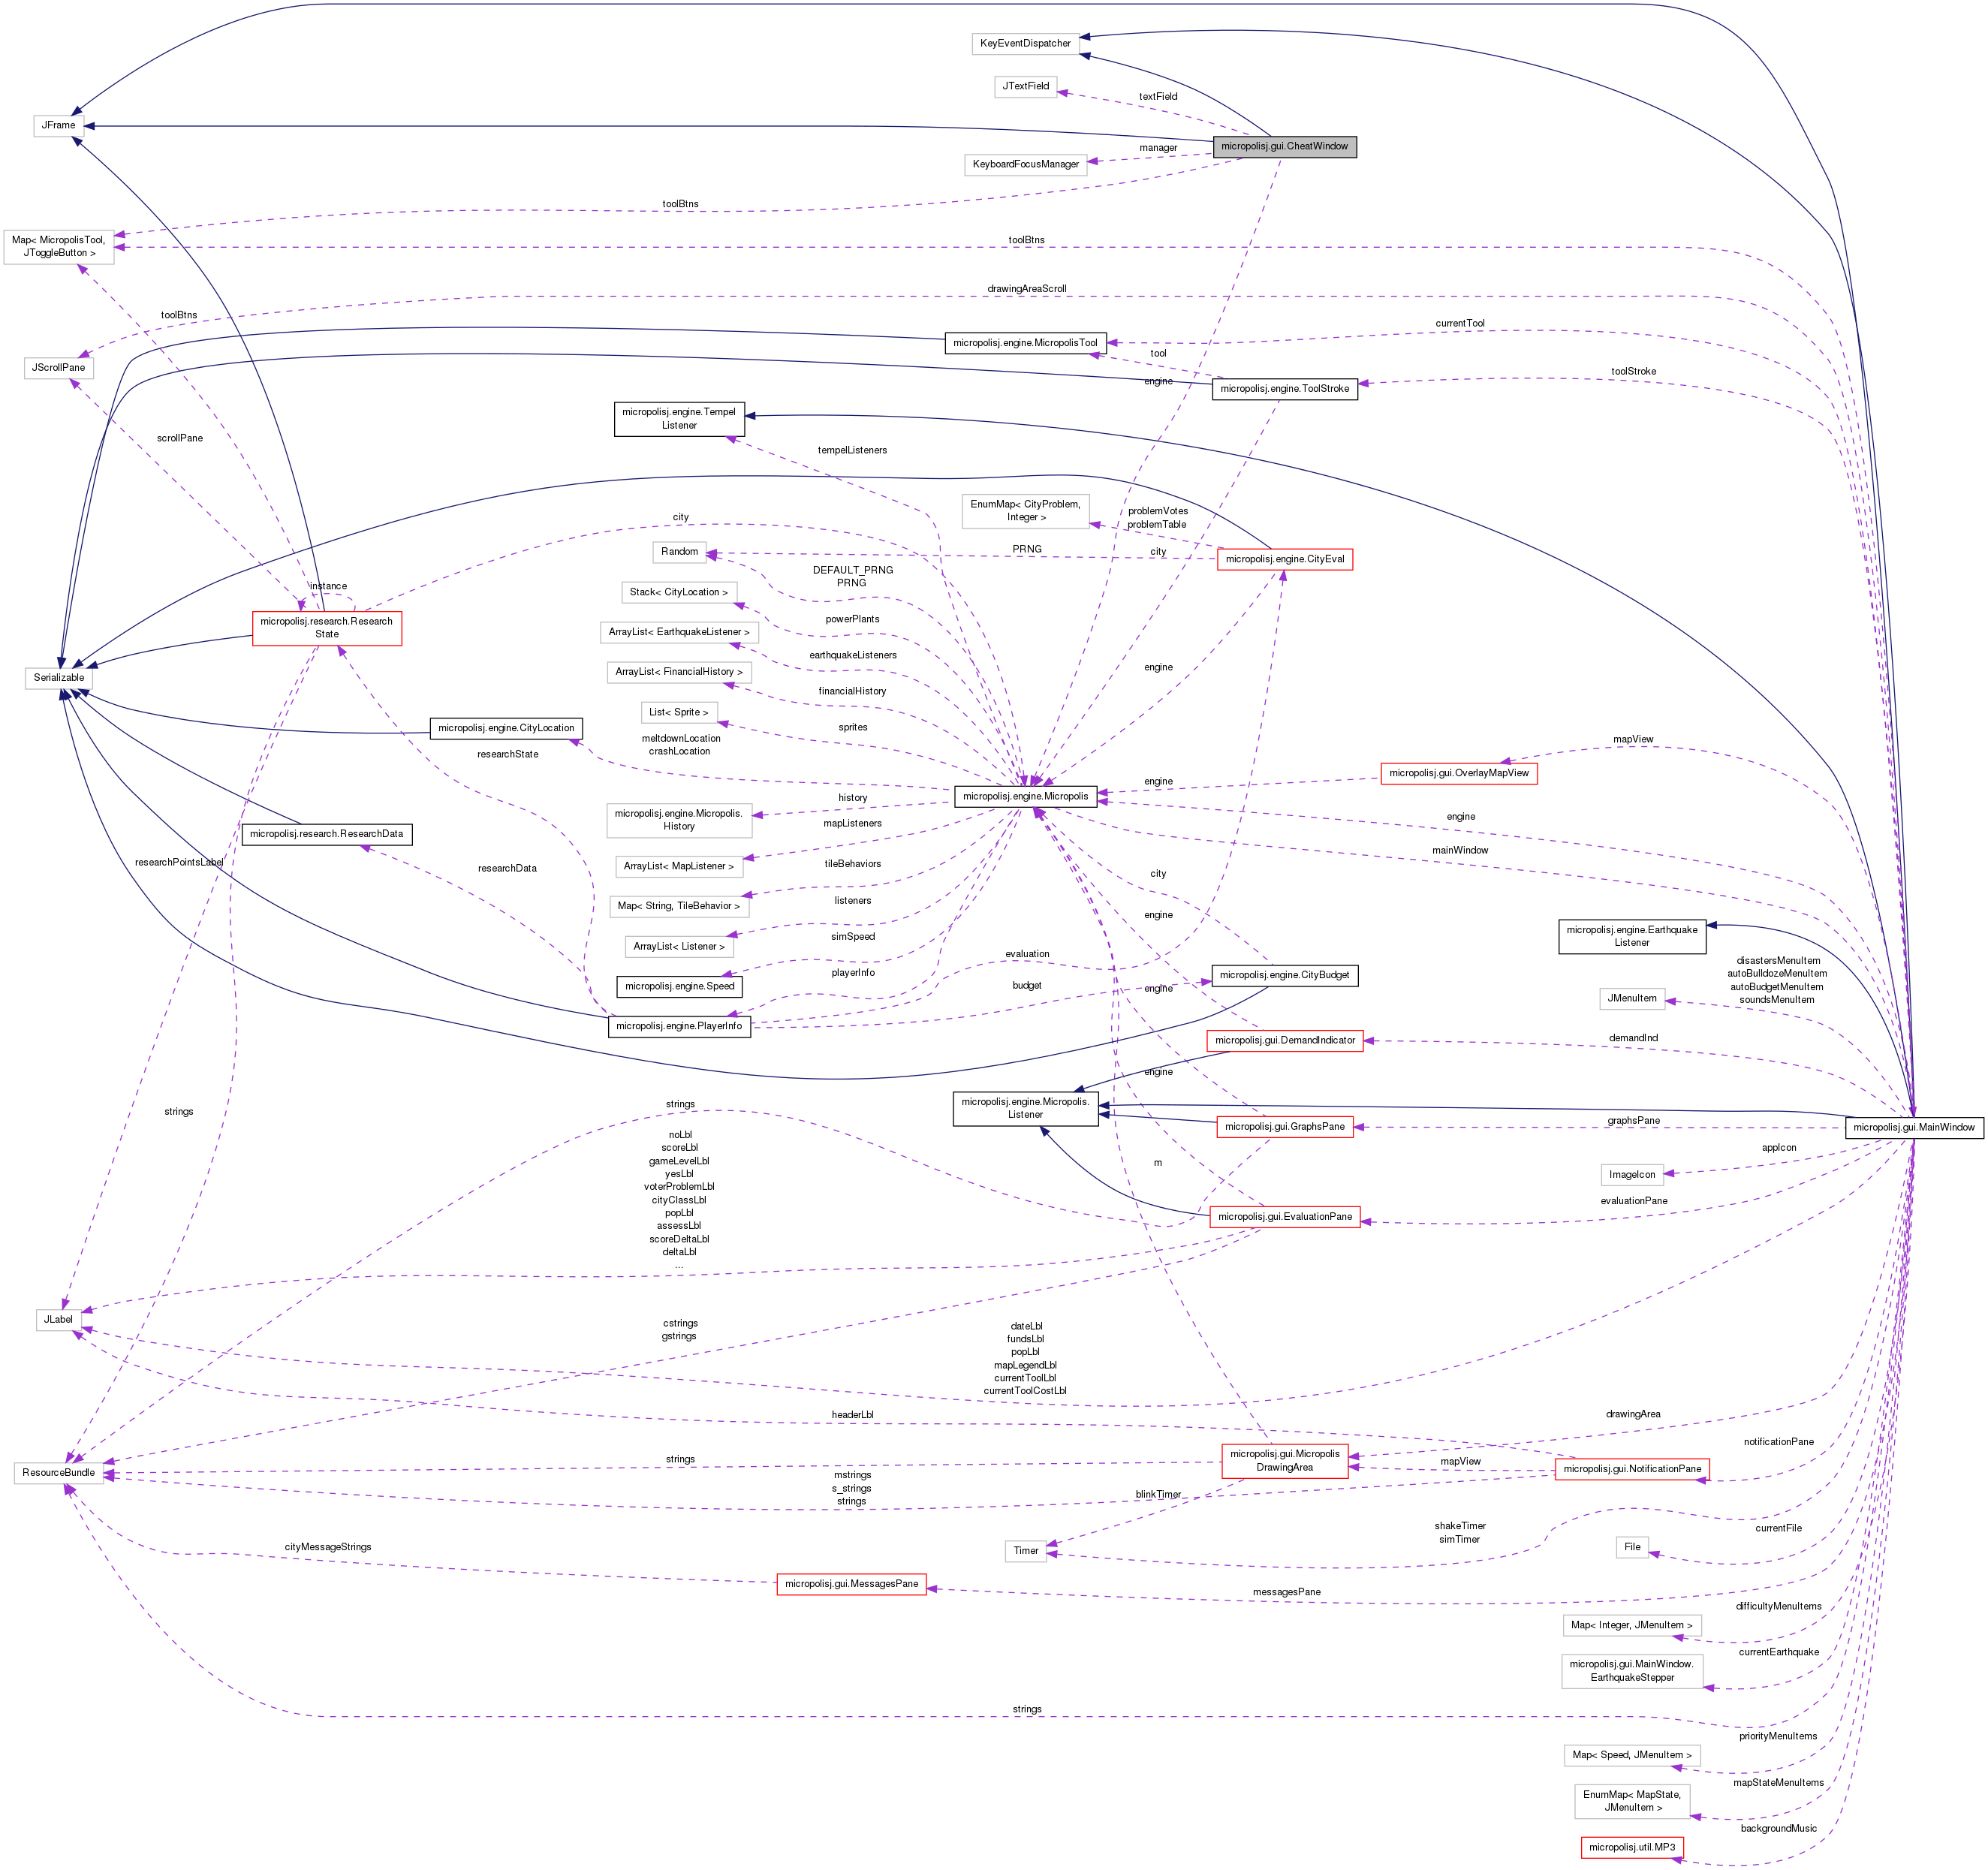 KeyEventDispatcher
JTextField
textField
JFrame
micropolisj.gui.CheatWindow
manager
KeyboardFocusManager
toolBtns
Map< MicropolisTool,
JToggleButton >
toolBtns
drawingAreaScroll
toolBtns
currentTool
micropolisj.engine.MicropolisTool
tool
JScrollPane
toolStroke
engine
micropolisj.engine.ToolStroke
micropolisj.engine.Tempel
Listener
scrollPane
tempelListeners
EnumMap< CityProblem,
Integer >
problemVotes
problemTable
city
Random
PRNG
city
micropolisj.engine.CityEval
DEFAULT_PRNG
PRNG
instance
Stack< CityLocation >
powerPlants
micropolisj.research.Research
State
ArrayList< EarthquakeListener >
earthquakeListeners
engine
ArrayList< FinancialHistory >
Serializable
financialHistory
List< Sprite >
sprites
micropolisj.engine.CityLocation
meltdownLocation
crashLocation
mapView
researchState
micropolisj.gui.OverlayMapView
engine
micropolisj.engine.Micropolis
history
micropolisj.engine.Micropolis.
History
mapListeners
engine
micropolisj.research.ResearchData
mainWindow
researchPointsLabel
ArrayList< MapListener >
tileBehaviors
researchData
city
Map< String, TileBehavior >
listeners
engine
micropolisj.engine.Earthquake
Listener
ArrayList< Listener >
simSpeed
evaluation
disastersMenuItem
autoBulldozeMenuItem
autoBudgetMenuItem
soundsMenuItem
JMenuItem
micropolisj.engine.Speed
playerInfo
budget
micropolisj.engine.CityBudget
engine
micropolisj.engine.PlayerInfo
micropolisj.gui.DemandIndicator
demandInd
engine
strings
strings
micropolisj.engine.Micropolis.
Listener
micropolisj.gui.GraphsPane
graphsPane
micropolisj.gui.MainWindow
noLbl
scoreLbl
gameLevelLbl
yesLbl
voterProblemLbl
cityClassLbl
popLbl
assessLbl
scoreDeltaLbl
deltaLbl
...
m
appIcon
ImageIcon
evaluationPane
micropolisj.gui.EvaluationPane
JLabel
cstrings
gstrings
dateLbl
fundsLbl
popLbl
mapLegendLbl
currentToolLbl
currentToolCostLbl
headerLbl
drawingArea
notificationPane
ResourceBundle
strings
micropolisj.gui.Micropolis
DrawingArea
mapView
micropolisj.gui.NotificationPane
mstrings
s_strings
strings
blinkTimer
shakeTimer
simTimer
currentFile
cityMessageStrings
Timer
File
micropolisj.gui.MessagesPane
messagesPane
difficultyMenuItems
Map< Integer, JMenuItem >
currentEarthquake
micropolisj.gui.MainWindow.
EarthquakeStepper
strings
priorityMenuItems
Map< Speed, JMenuItem >
mapStateMenuItems
EnumMap< MapState,
JMenuItem >
backgroundMusic
micropolisj.util.MP3